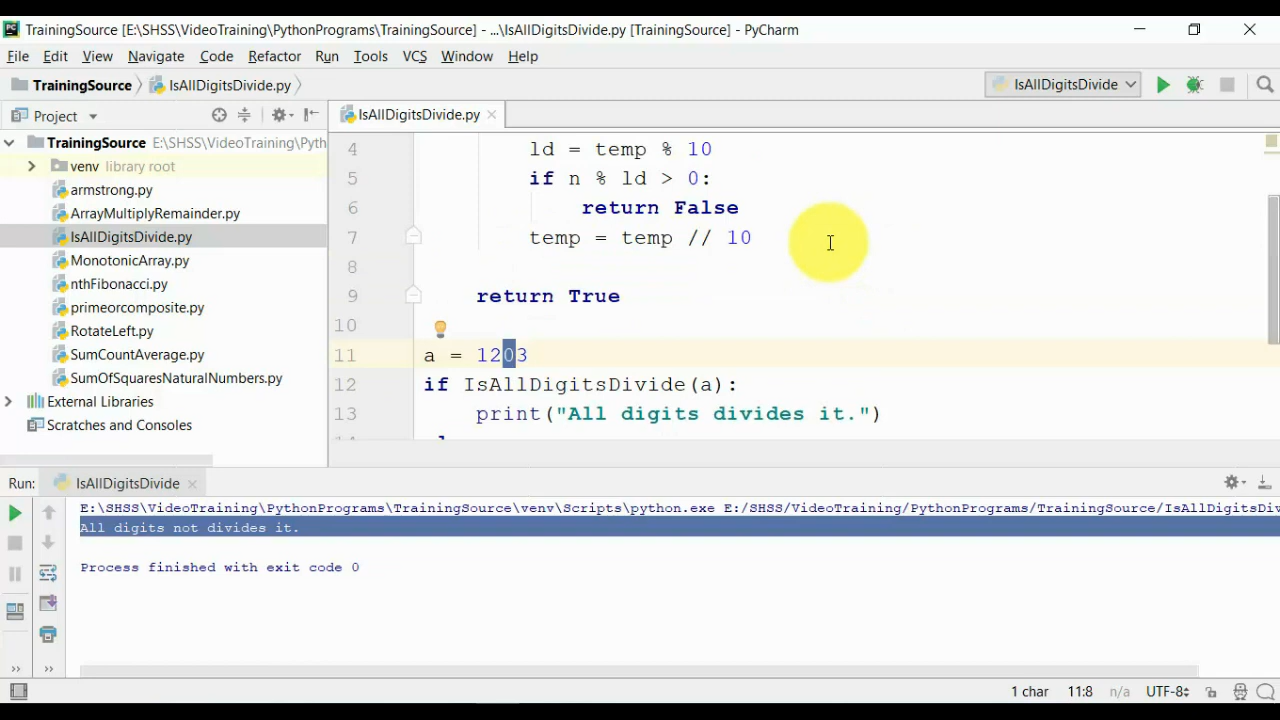 TrainingSource [E:\SHSS\VideoTraining\PythonPrograms\TrainingSource] - ...\IsAllDigitsDivide.py [TrainingSource] - PyCharm
File Edit View Navigate Code Refactor Run Tools VCS Window Help
TrainingSource IsAllDigitsDivide.py IsAllDigitsDivide
Project IsAllDigitsDivide.py
TrainingSource E:\SHSS\VideoTraining\Pyth
venv library root
armstrong.py
ArrayMultiplyRemainder.py
IsAllDigitsDivide.py
MonotonicArray.py
nthFibonacci.py
primeorcomposite.py
RotateLeft.py
SumCountAverage.py
SumOfSquaresNaturalNumbers.py
External Libraries
Scratches and Consoles
4 ld = temp % 10
5 if n % ld > 0:
6 return False
7 temp = temp // 10
8
9 return True
10
11 a = 1203
12 if IsAllDigitsDivide(a):
13 print("All digits divides it.")
Run: IsAllDigitsDivide
E:\SHSS\VideoTraining\PythonPrograms\TrainingSource\venv\Scripts\python.exe E:/SHSS/VideoTraining/PythonPrograms/TrainingSource/IsAllDigitsDiv
All digits not divides it.
Process finished with exit code 0
1 char 11:8 n/a UTF-8